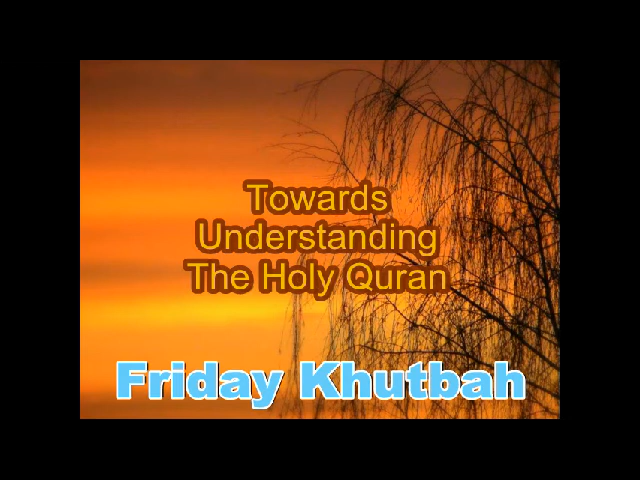 Towards
Understanding
The Holy Quran
Friday Khutbah